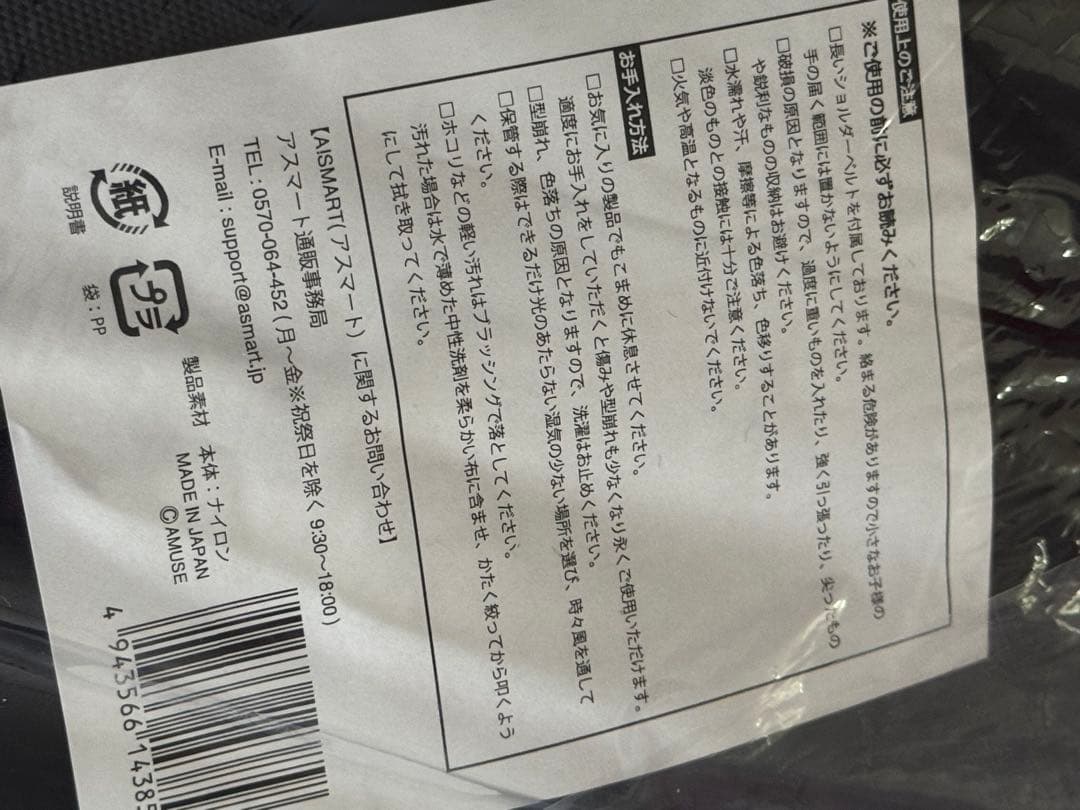 使用上のご注意
※ご使用の前に必ずお読みください。
□長いショルダーベルトを付属しております。絡まる危険がありますので小さなお子様の
手の届く範囲には置かないようにしてください。
□破損の原因となりますので、過度に重いものを入れたり、強く引っ張ったり、尖ったもの
や鋭利なものの収納はお避けください。
□水濡れや汗、摩擦等による色落ち、色移りすることがあります。
淡色のものとの接触には十分ご注意ください。
□火気や高温となるものに近付けないでください。
お手入れ方法
□お気に入りの製品でもこまめに休息させてください。
適度にお手入れをしていただくと傷みや型崩れも少なくなり永くご使用いただけます。
□型崩れ、色落ちの原因となりますので、洗濯はお止めください。
□保管する際はできるだけ光のあたらない湿気の少ない場所を選び、時々風を通して
ください。
□ホコリなどの軽い汚れはブラッシングで落としてください。
汚れた場合は水で薄めた中性洗剤を柔らかい布に含ませ、かたく絞ってから叩くよう
にして拭き取ってください。
【A!SMART(アスマート)に関するお問い合わせ】
アスマート通販事務局
TEL:0570-064-452(月〜金※祝祭日を除く 9:30〜18:00)
E-mail:support@asmart.jp
紙
説明書
プラ
袋:PP
製品素材 本体:ナイロン
MADE IN JAPAN
©AMUSE
4 943566 14385